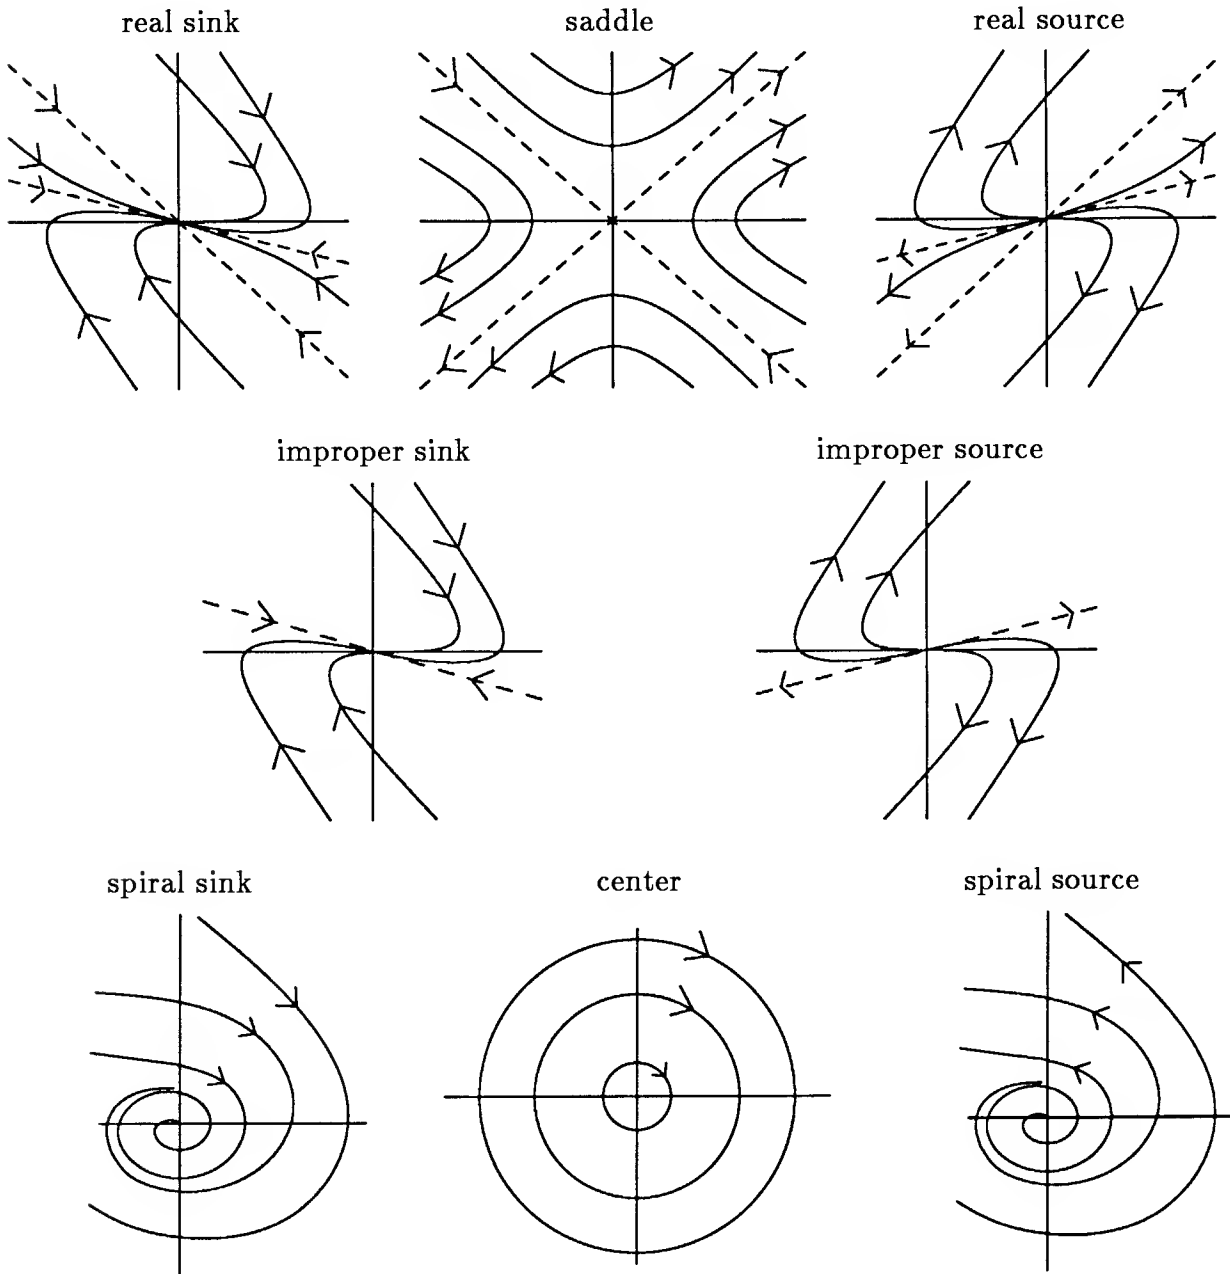 real sink
saddle
real source
improper sink
improper source
spiral sink
center
spiral source